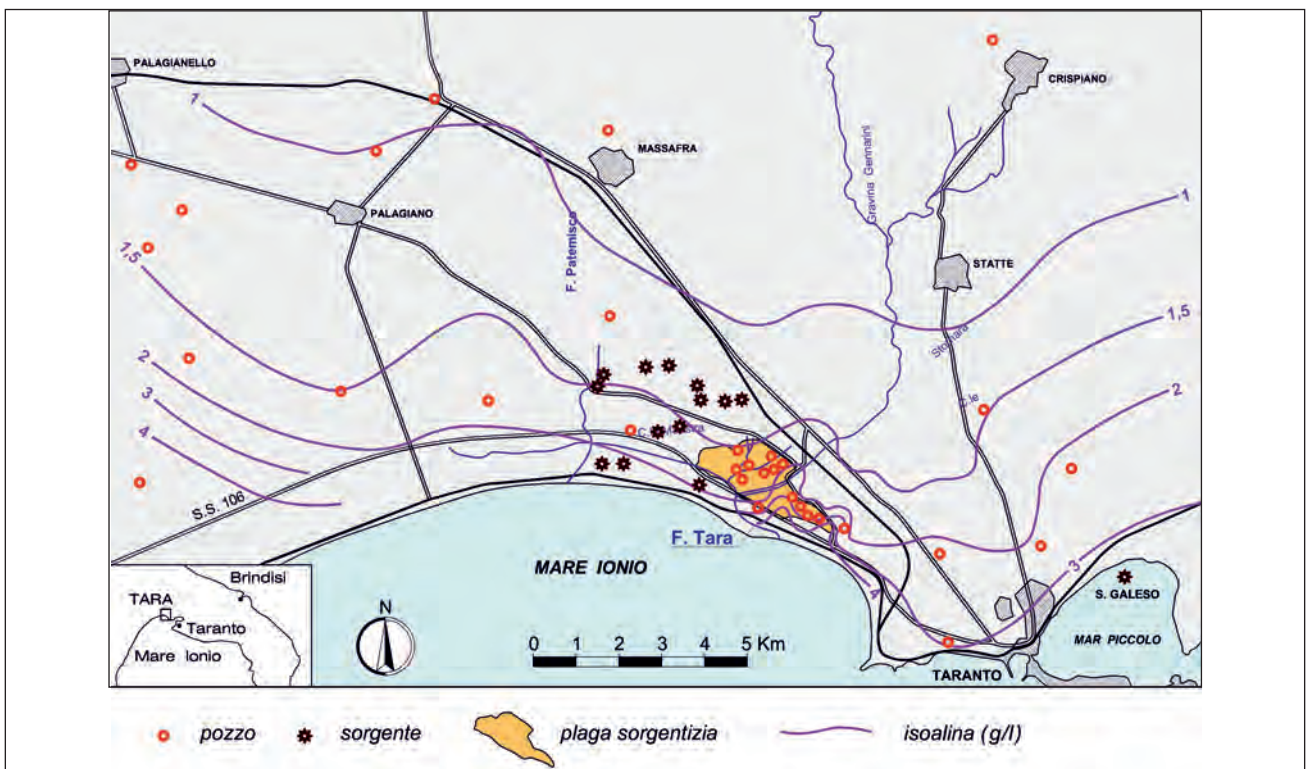 PALAGIANELLO
CRISPIANO
1
MASSAFRA
Gravina Gennarini
PALAGIANO
1
F. Patemisco
1,5
STATTE
1,5
2
2
3
4
C.le
S.S. 106
F. Tara
MARE IONIO
3
4
S. GALESO
MAR PICCOLO
TARANTO
Brindisi
TARA
Taranto
Mare Ionio
N
0 1 2 3 4 5 Km
pozzo sorgente plaga sorgentizia isoalina (g/l)